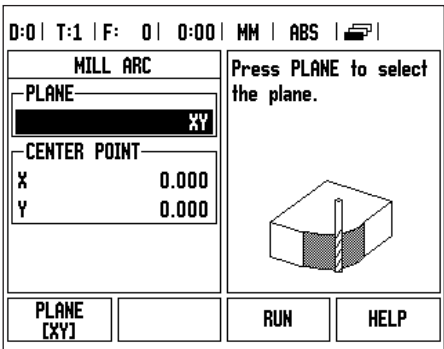 D:0 | T:1 | F: 0 | 0:00 | MM | ABS |
MILL ARC
PLANE
XY
CENTER POINT
X 0.000
Y 0.000
Press PLANE to select
the plane.
PLANE
[XY]
RUN
HELP